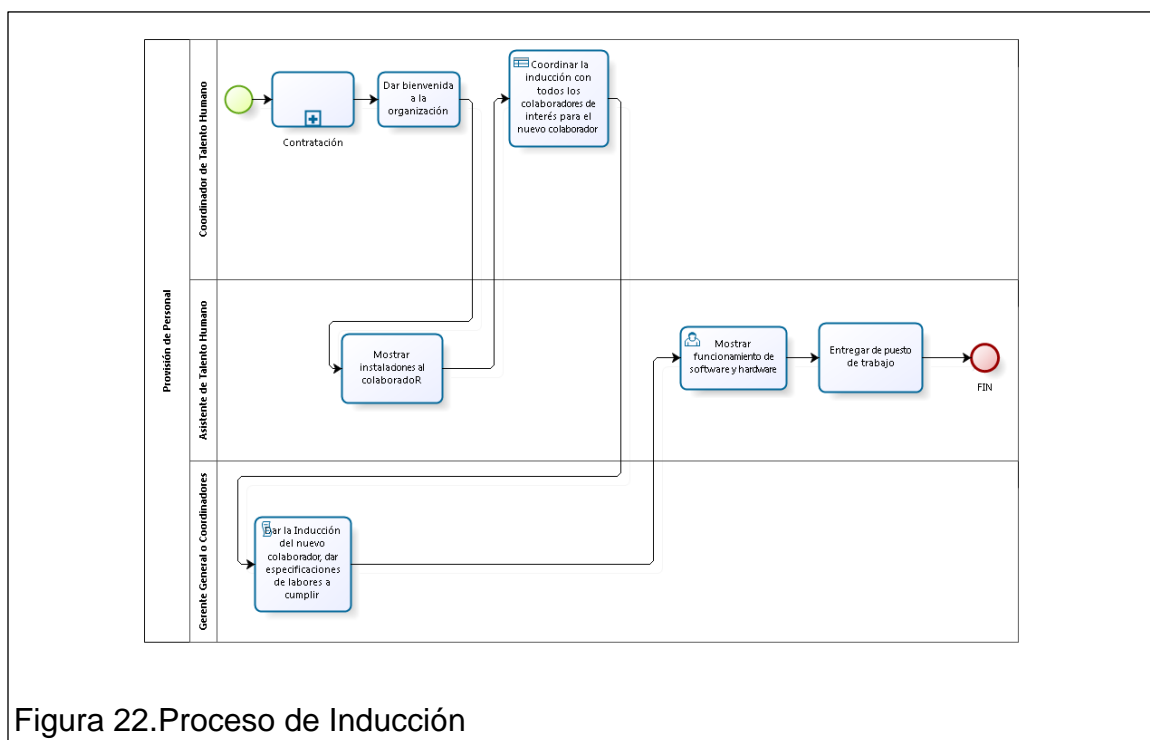 Provisión de Personal
Coordinador de Talento Humano
Contratación
Dar bienvenida
a la
organización
Coordinar la
inducción con
todos los
colaboradores de
interés para el
nuevo colaborador
Asistente de Talento Humano
Mostrar
instaladones al
colaboradoR
Mostrar
funcionamiento de
software y hardware
Entregar de puesto
de trabajo
FIN
Gerente General o Coordinadores
Dar la Inducción
del nuevo
colaborador, dar
especificaciones
de labores a
cumplir
Figura 22.Proceso de Inducción